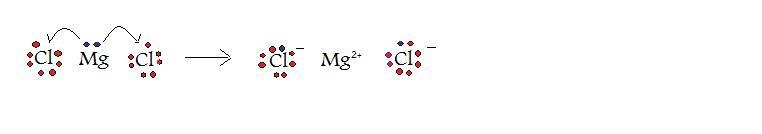 Cl Mg Cl Cl⁻ Mg²⁺ Cl⁻